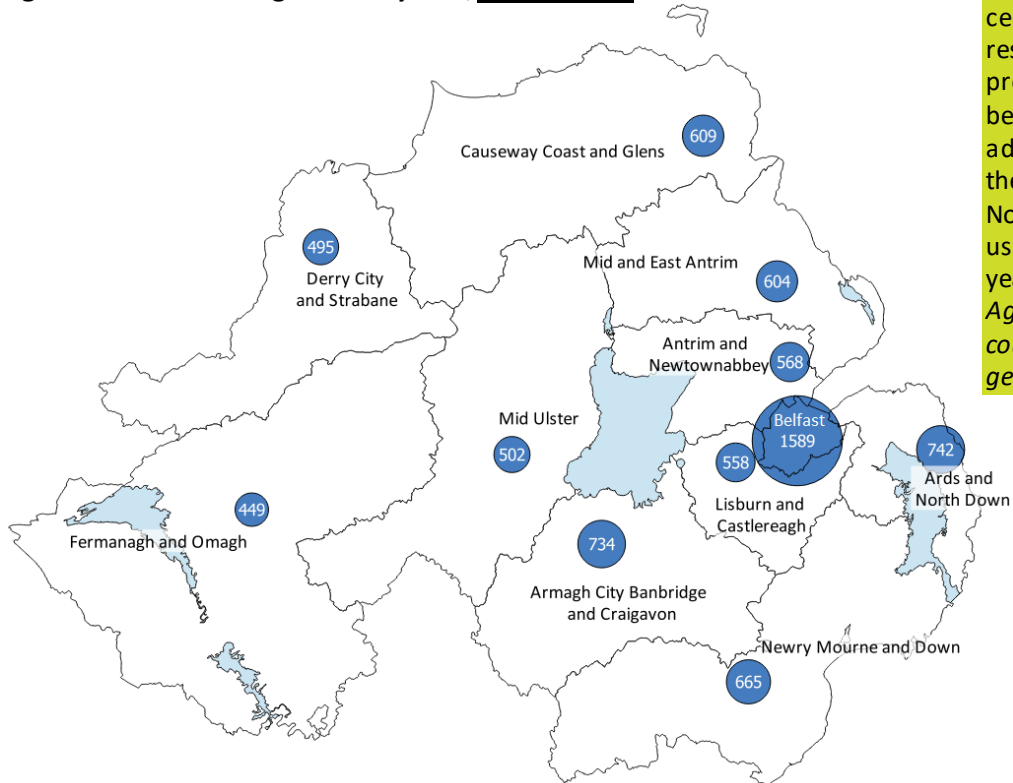 609
Causeway Coast and Glens
495
Derry City
and Strabane
Mid and East Antrim
604
Antrim and
Newtownabbey
568
Mid Ulster
502
Belfast
1589
558
Lisburn and
Castlereagh
742
Ards and
North Down
449
Fermanagh and Omagh
734
Armagh City Banbridge
and Craigavon
Newry Mourne and Down
665